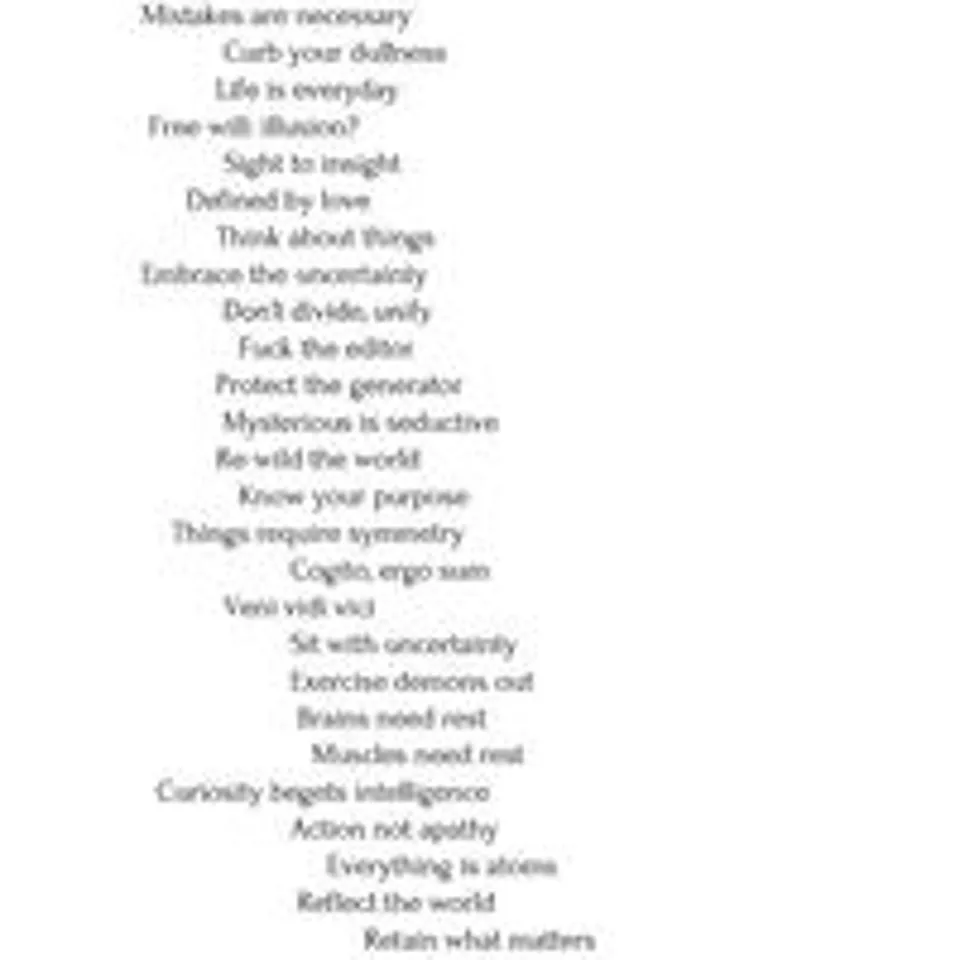 Mistakes are necessary
Curb your dullness
Life is everyday
Free will: illusion?
Sight to insight
Defined by love
Think about things
Embrace the uncertainty
Don't divide, unify
Fuck the editor
Protect the generator
Mysterious is seductive
Re-wild the world
Know your purpose
Things require symmetry
Cogito, ergo sum
Veni vidi vici
Sit with uncertainty
Exercise demons out
Brains need rest
Muscles need rest
Curiosity begets intelligence
Action not apathy
Everything is atoms
Reflect the world
Retain what matters